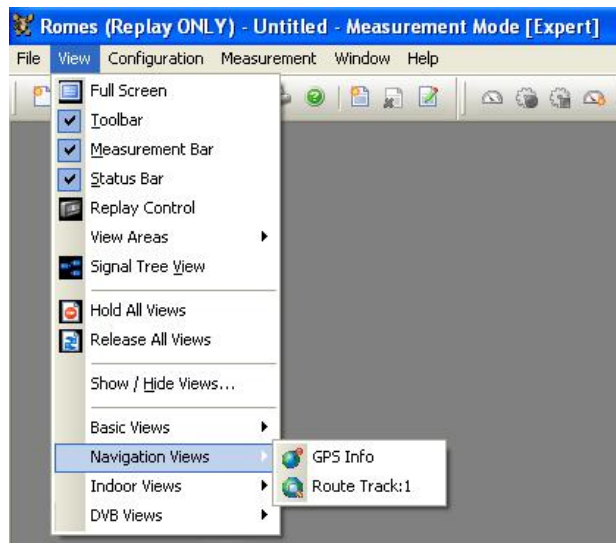 Romes (Replay ONLY) - Untitled - Measurement Mode [Expert]
File View Configuration Measurement Window Help
Full Screen
Toolbar
Measurement Bar
Status Bar
Replay Control
View Areas
Signal Tree View
Hold All Views
Release All Views
Show / Hide Views...
Basic Views
Navigation Views
GPS Info
Route Track:1
Indoor Views
DVB Views